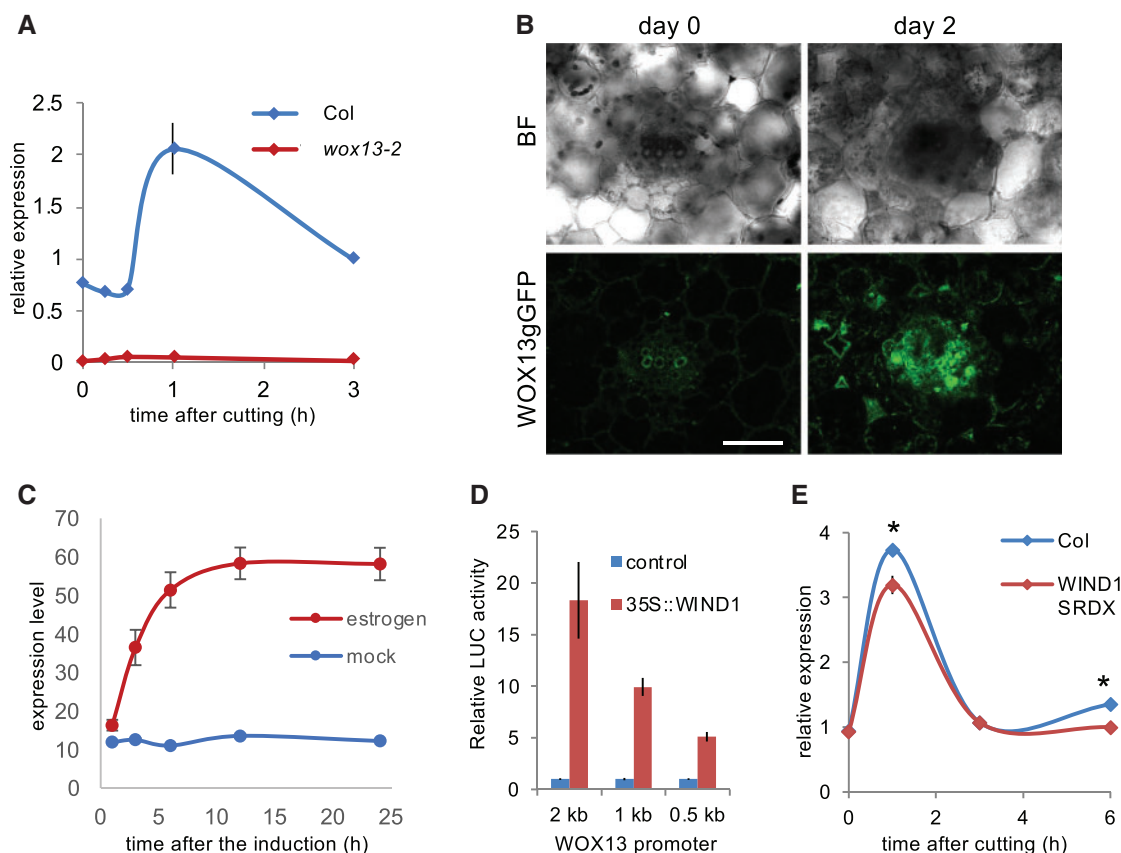 A
relative expression
2.5
2
1.5
1
0.5
0
0
1
2
3
time after cutting (h)
Col
wox13-2
B
day 0
day 2
BF
WOX13gGFP
C
expression level
70
60
50
40
30
20
10
0
0
5
10
15
20
25
time after the induction (h)
estrogen
mock
D
Relative LUC activity
25
20
15
10
5
0
control
35S::WIND1
2 kb
1 kb
0.5 kb
WOX13 promoter
E
relative expression
4
3
4
1
0
0
2
4
6
time after cutting (h)
*
*
Col
WIND1
SRDX